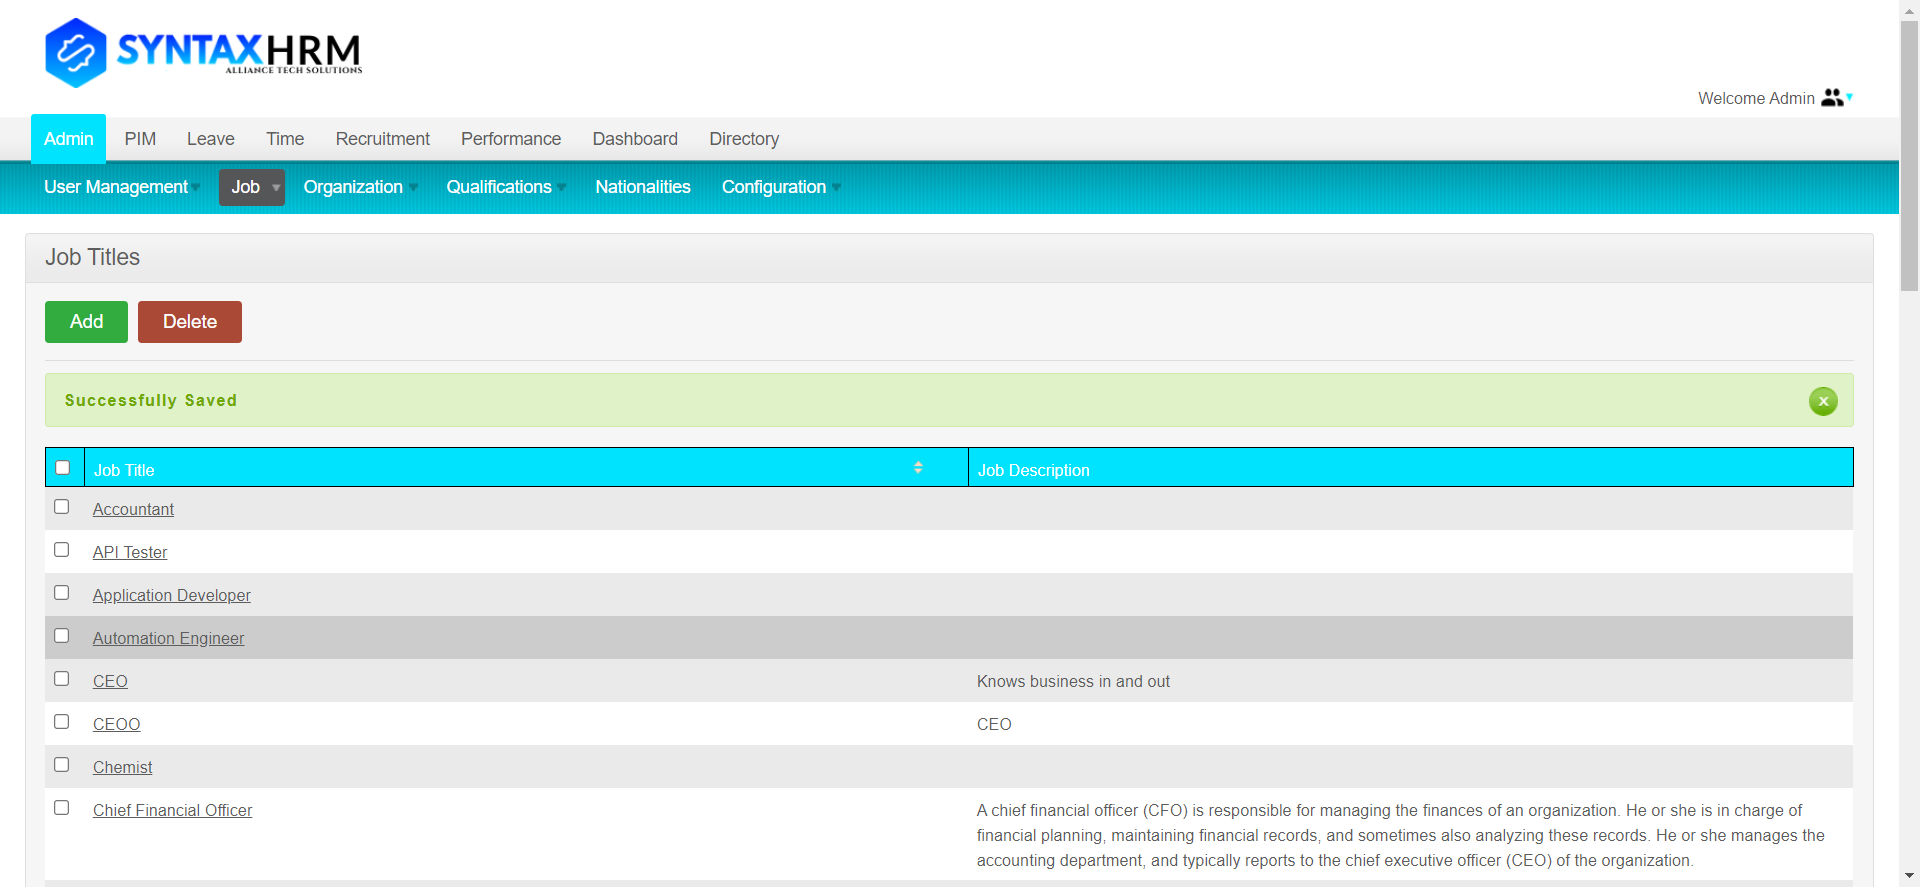 SYNTAXHRM
ALLIANCE TECH SOLUTIONS
Welcome Admin
Admin PIM Leave Time Recruitment Performance Dashboard Directory
User Management Job Organization Qualifications Nationalities Configuration
Job Titles
Add Delete
Successfully Saved
x
Job Title Job Description
Accountant
API Tester
Application Developer
Automation Engineer
CEO Knows business in and out
CEOO CEO
Chemist
Chief Financial Officer A chief financial officer (CFO) is responsible for managing the finances of an organization. He or she is in charge of
financial planning, maintaining financial records, and sometimes also analyzing these records. He or she manages the
accounting department, and typically reports to the chief executive officer (CEO) of the organization.